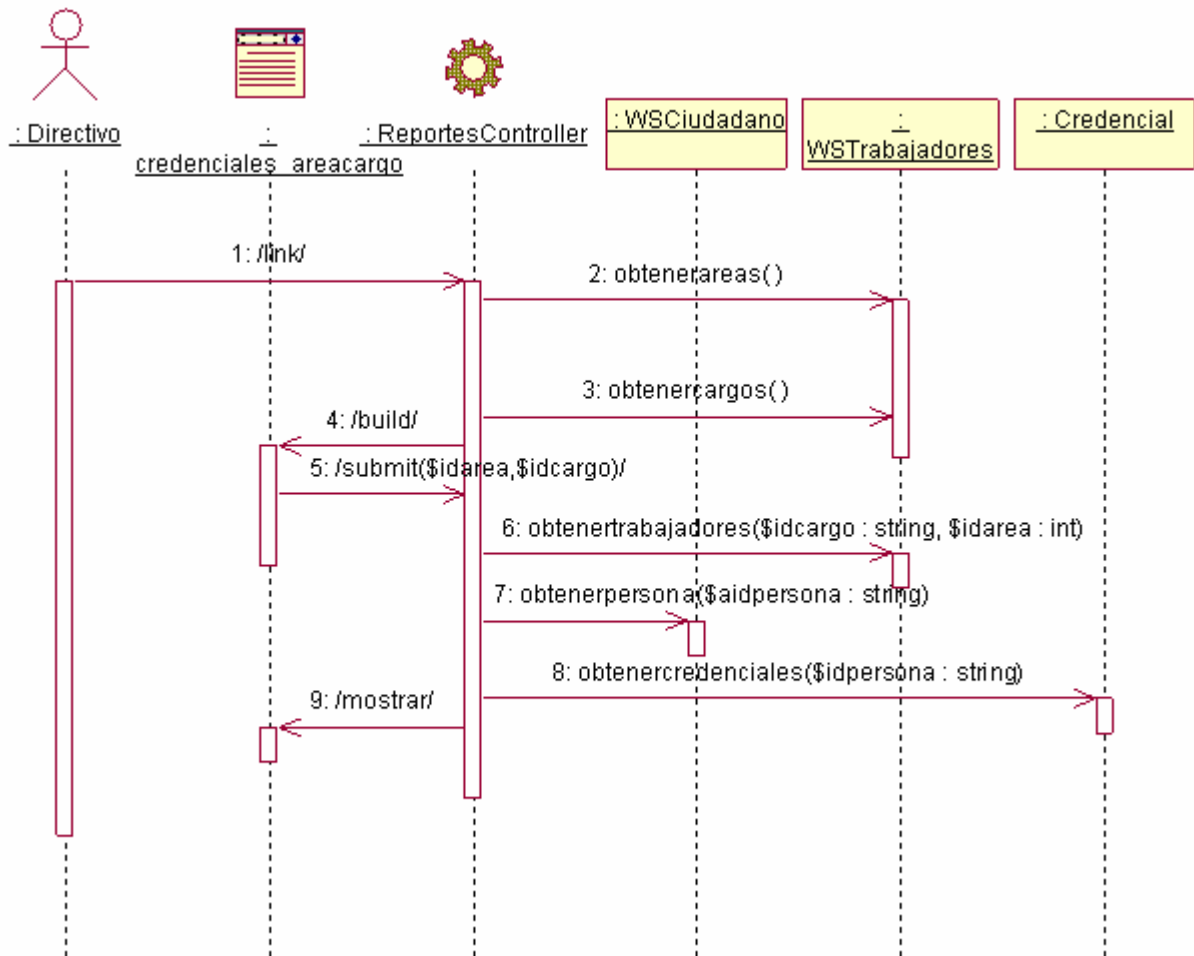 : Directivo
:
credenciales_areacargo
: ReportesController
: WSCiudadano
:
WSTrabajadores
: Credencial
1: /link/
2: obtenerareas( )
3: obtenercargos( )
4: /build/
5: /submit($idarea,$idcargo)/
6: obtenertrabajadores($idcargo : string, $idarea : int)
7: obtenerpersona($aidpersona : string)
8: obtenercredenciales($idpersona : string)
9: /mostrar/